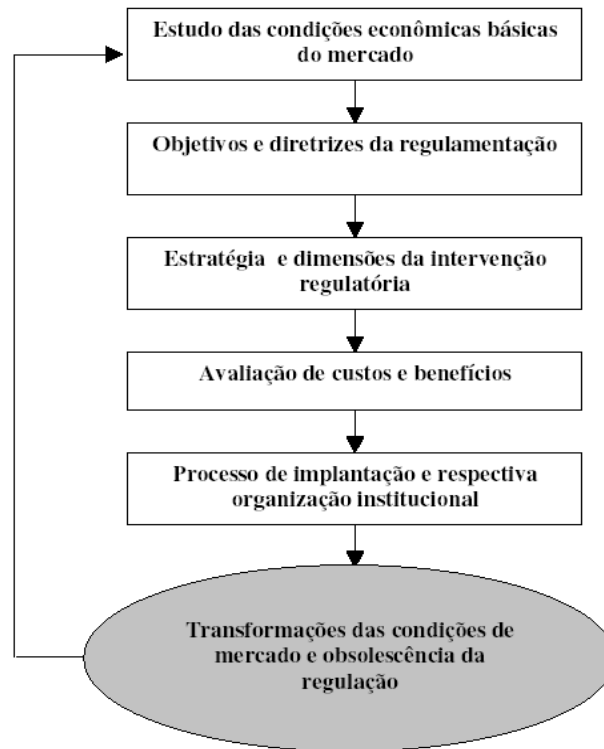 Estudo das condições econômicas básicas
do mercado
Objetivos e diretrizes da regulamentação
Estratégia e dimensões da intervenção
regulatória
Avaliação de custos e benefícios
Processo de implantação e respectiva
organização institucional
Transformações das condições de
mercado e obsolescência da
regulação